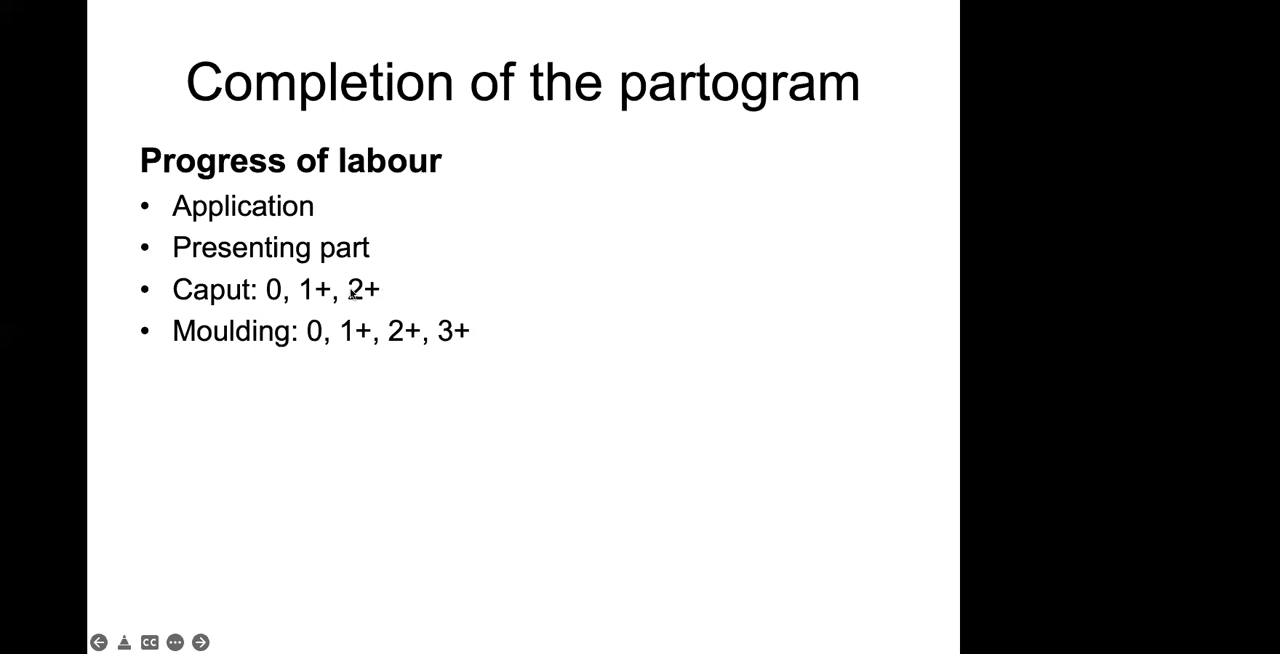 Completion of the partogram
Progress of labour
• Application
• Presenting part
• Caput: 0, 1+, 2+
• Moulding: 0, 1+, 2+, 3+
CC